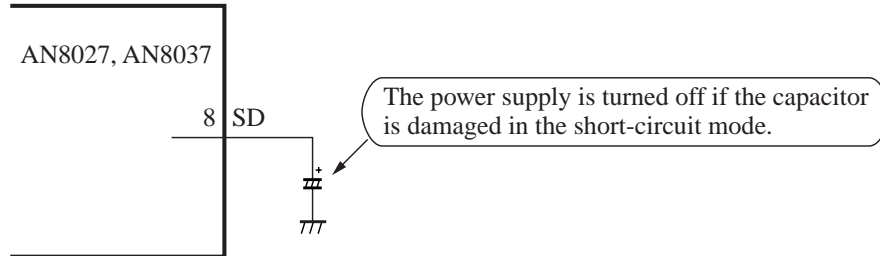 AN8027, AN8037
8 SD
The power supply is turned off if the capacitor
is damaged in the short-circuit mode.
+